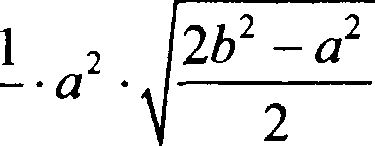 1/ · a² · √((2b² − a²)/2)